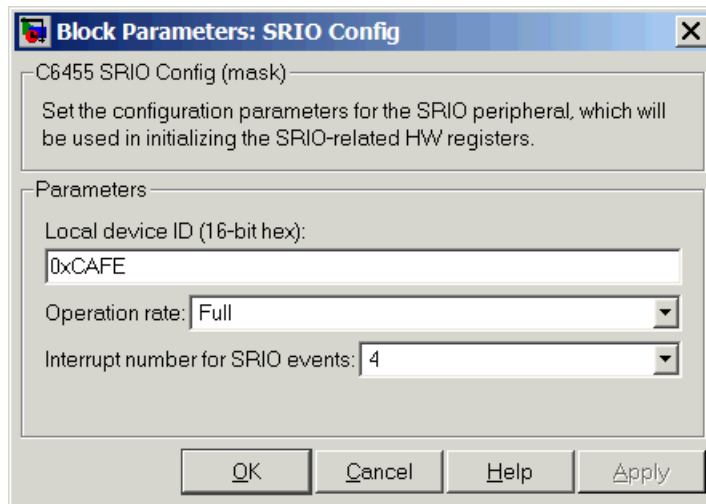 Block Parameters: SRIO Config
C6455 SRIO Config (mask)
Set the configuration parameters for the SRIO peripheral, which will
be used in initializing the SRIO-related HW registers.
Parameters
Local device ID (16-bit hex):
0xCAFE
Operation rate: Full
Interrupt number for SRIO events: 4
OK Cancel Help Apply